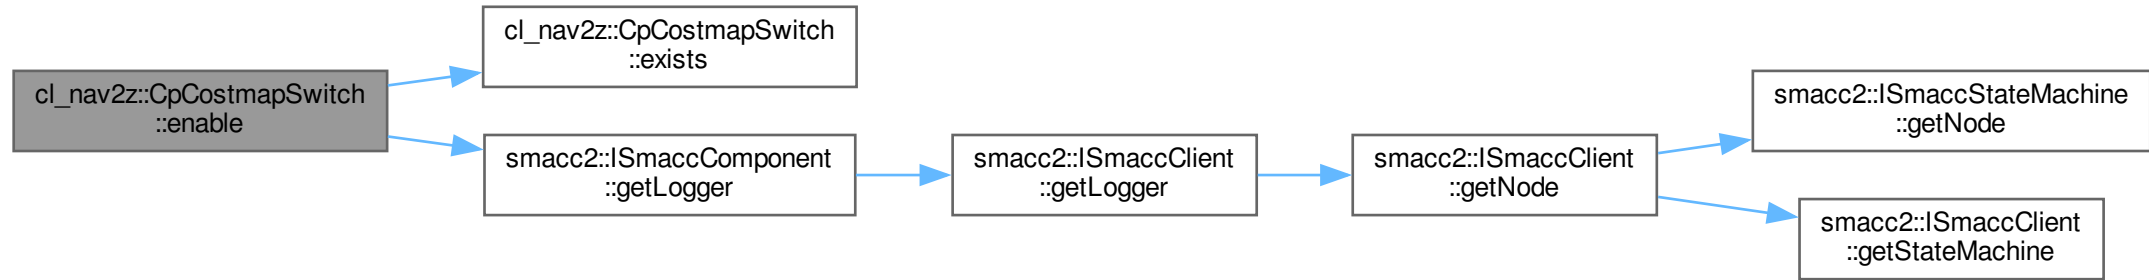 cl_nav2z::CpCostmapSwitch
::enable
cl_nav2z::CpCostmapSwitch
::exists
smacc2::ISmaccComponent
::getLogger
smacc2::ISmaccClient
::getLogger
smacc2::ISmaccClient
::getNode
smacc2::ISmaccStateMachine
::getNode
smacc2::ISmaccClient
::getStateMachine